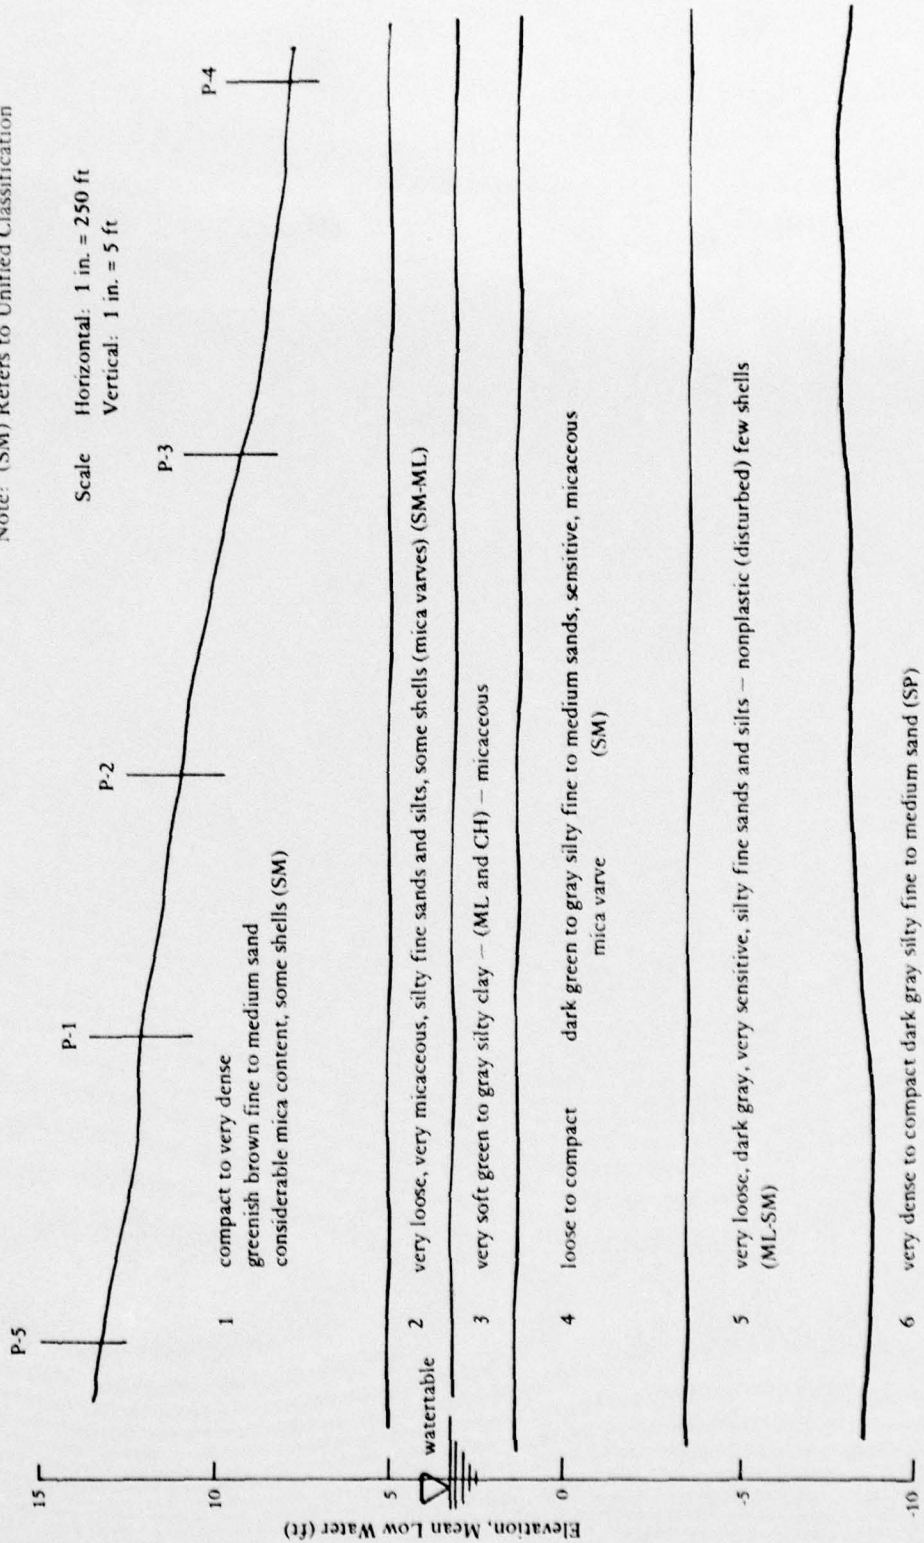 Note: (SM) Refers to Unified Classification
Scale Horizontal: 1 in. = 250 ft
Vertical: 1 in. = 5 ft
P-5
P-1
P-2
P-3
P-4
15
10
5
0
-5
-10
Elevation, Mean Low Water (ft)
watertable
1 compact to very dense
greenish brown fine to medium sand
considerable mica content, some shells (SM)
2 very loose, very micaceous, silty fine sands and silts, some shells (mica varves) (SM-ML)
3 very soft green to gray silty clay – (ML and CH) – micaceous
4 loose to compact dark green to gray silty fine to medium sands, sensitive, micaceous
mica varve (SM)
5 very loose, dark gray, very sensitive, silty fine sands and silts – nonplastic (disturbed) few shells
(ML-SM)
6 very dense to compact dark gray silty fine to medium sand (SP)